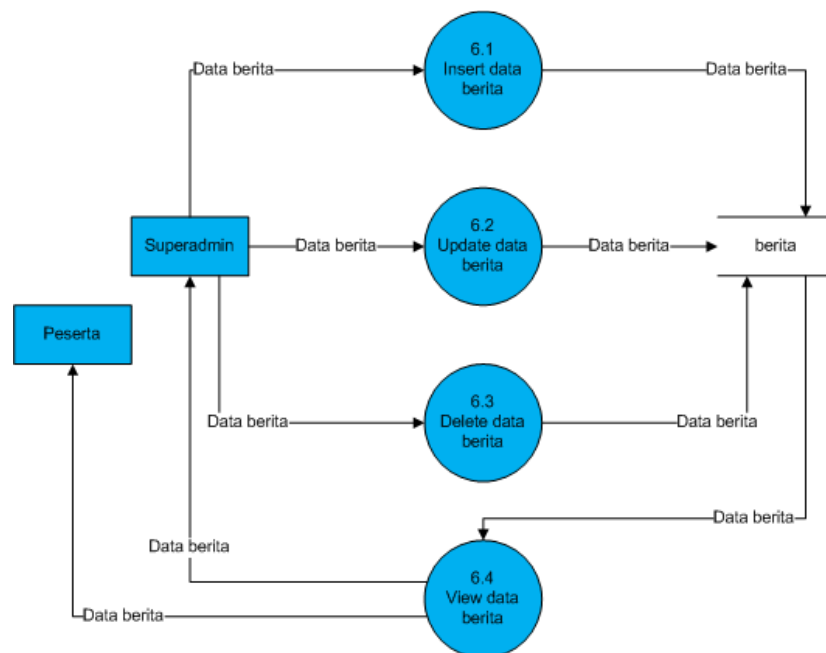 6.1
Insert data
berita
Data berita
Data berita
Superadmin
Data berita
6.2
Update data
berita
Data berita
berita
Peserta
Data berita
6.3
Delete data
berita
Data berita
Data berita
Data berita
6.4
View data
berita
Data berita